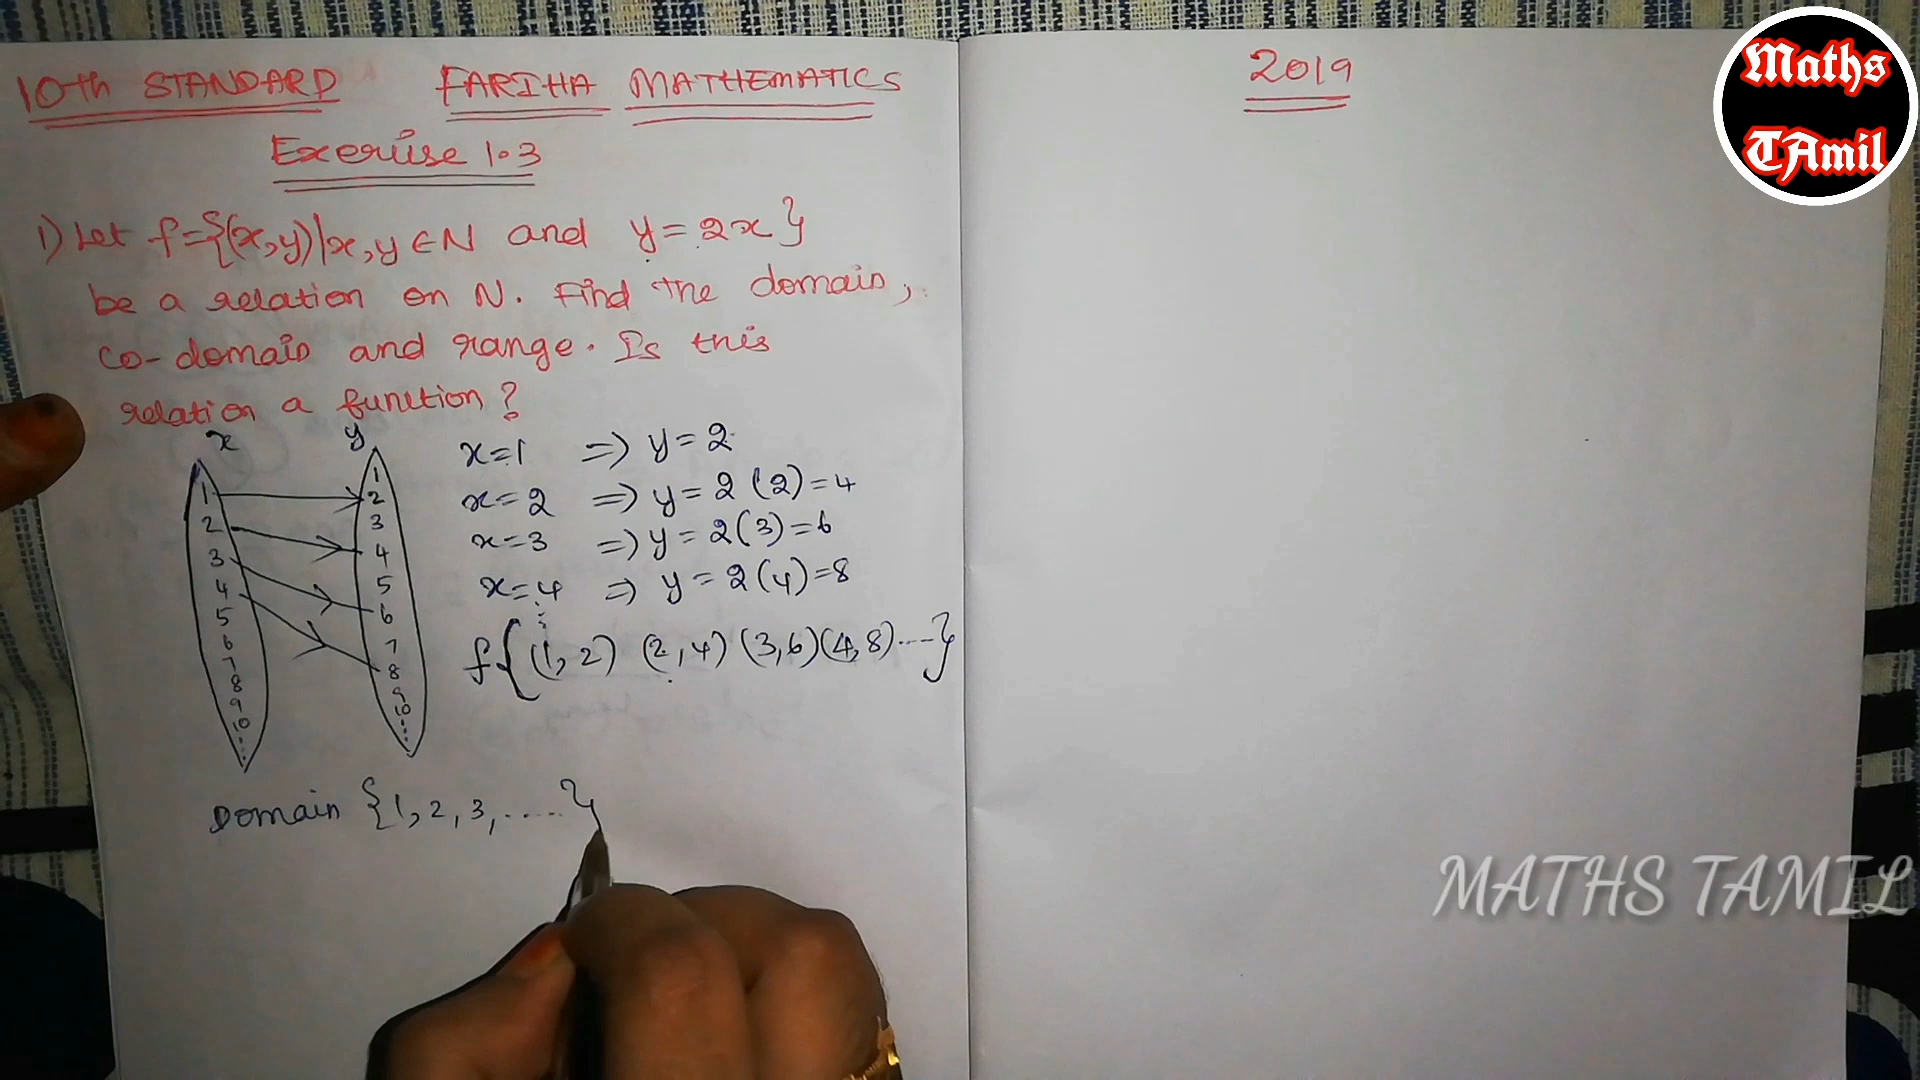 10th STANDARD FARIHA MATHEMATICS
Exercise 1.3
1) Let f={(x,y)|x,y∈N and y=2x}
be a relation on N. Find the domain,
co-domain and range. Is this
relation a function?
x y
1
2
3
4
5
6
7
8
9
10
⋮
1
2
3
4
5
6
7
8
9
10
⋮
x=1 ⇒ y=2
x=2 ⇒ y=2(2)=4
x=3 ⇒ y=2(3)=6
x=4 ⇒ y=2(4)=8
⋮
f{(1,2) (2,4) (3,6)(4,8)....}
Domain {1,2,3,.....}
2019
Maths
TAmil
MATHS TAMIL